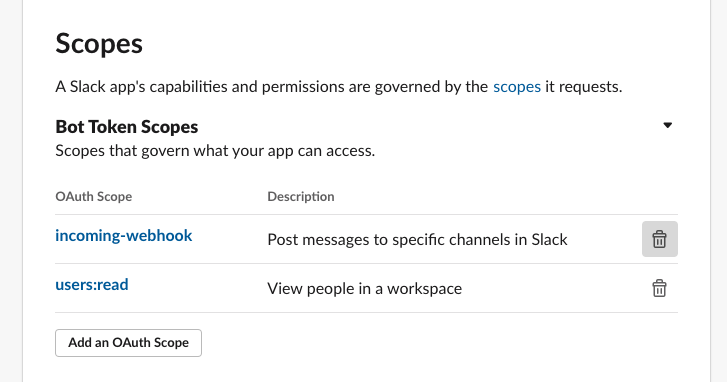 Scopes
A Slack app's capabilities and permissions are governed by the scopes it requests.
Bot Token Scopes
Scopes that govern what your app can access.
OAuth Scope Description
incoming-webhook Post messages to specific channels in Slack
users:read View people in a workspace
Add an OAuth Scope